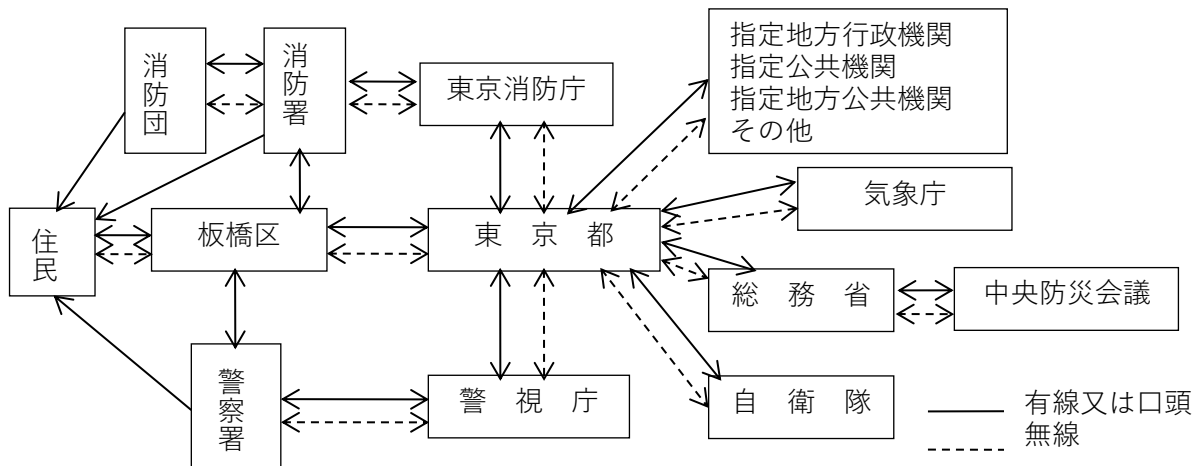 消防団
消防署
東京消防庁
指定地方行政機関
指定公共機関
指定地方公共機関
その他
気象庁
住民
板橋区
東 京 都
総 務 省
中央防災会議
警察署
警 視 庁
自 衛 隊
有線又は口頭
無線